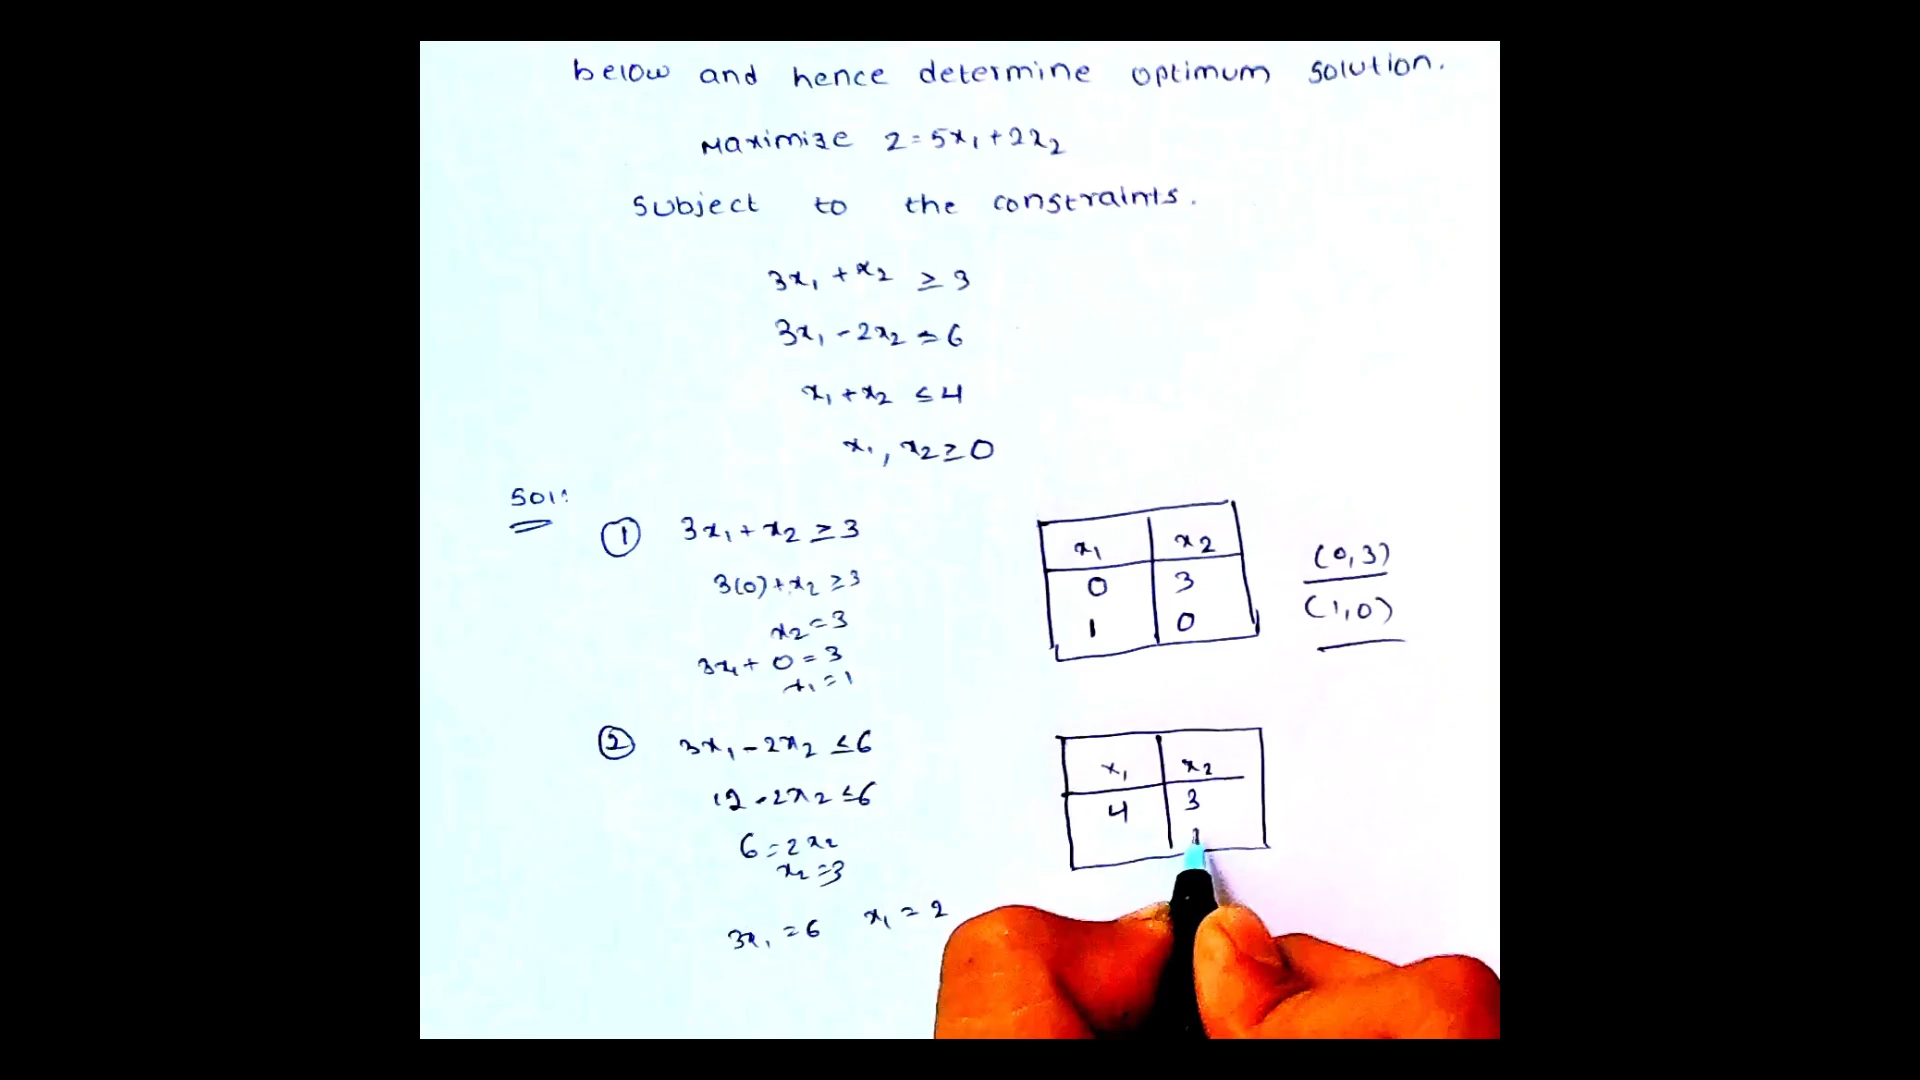 below and hence determine optimum solution.
Maximize Z=5x₁+2x₂
subject to the constraints.
3x₁+x₂ ≥ 3
3x₁-2x₂ ≤ 6
x₁+x₂ ≤ 4
x₁, x₂ ≥ 0
Sol:
① 3x₁+x₂ ≥ 3
3(0)+x₂ ≥ 3
x₂=3
3x₁+0=3
x₁=1
x₁ x₂
0 3
1 0
(0,3)
(1,0)
② 3x₁-2x₂ ≤ 6
12-2x₂ ≤ 6
6=2x₂
x₂=3
3x₁=6 x₁=2
x₁ x₂
4 3